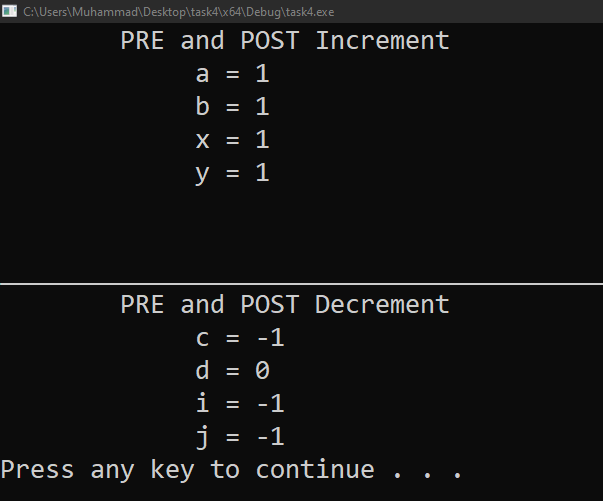 C:\Users\Muhammad\Desktop\task4\x64\Debug\task4.exe
PRE and POST Increment
a = 1
b = 1
x = 1
y = 1
PRE and POST Decrement
c = -1
d = 0
i = -1
j = -1
Press any key to continue . . .